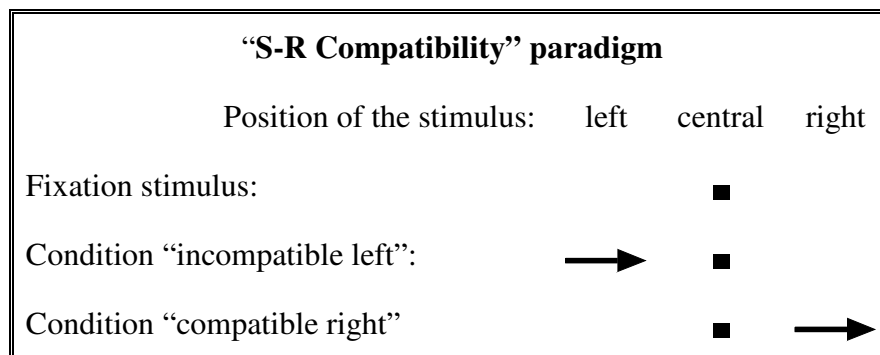 “S-R Compatibility” paradigm
Position of the stimulus: left central right
Fixation stimulus:
Condition “incompatible left”:
Condition “compatible right”